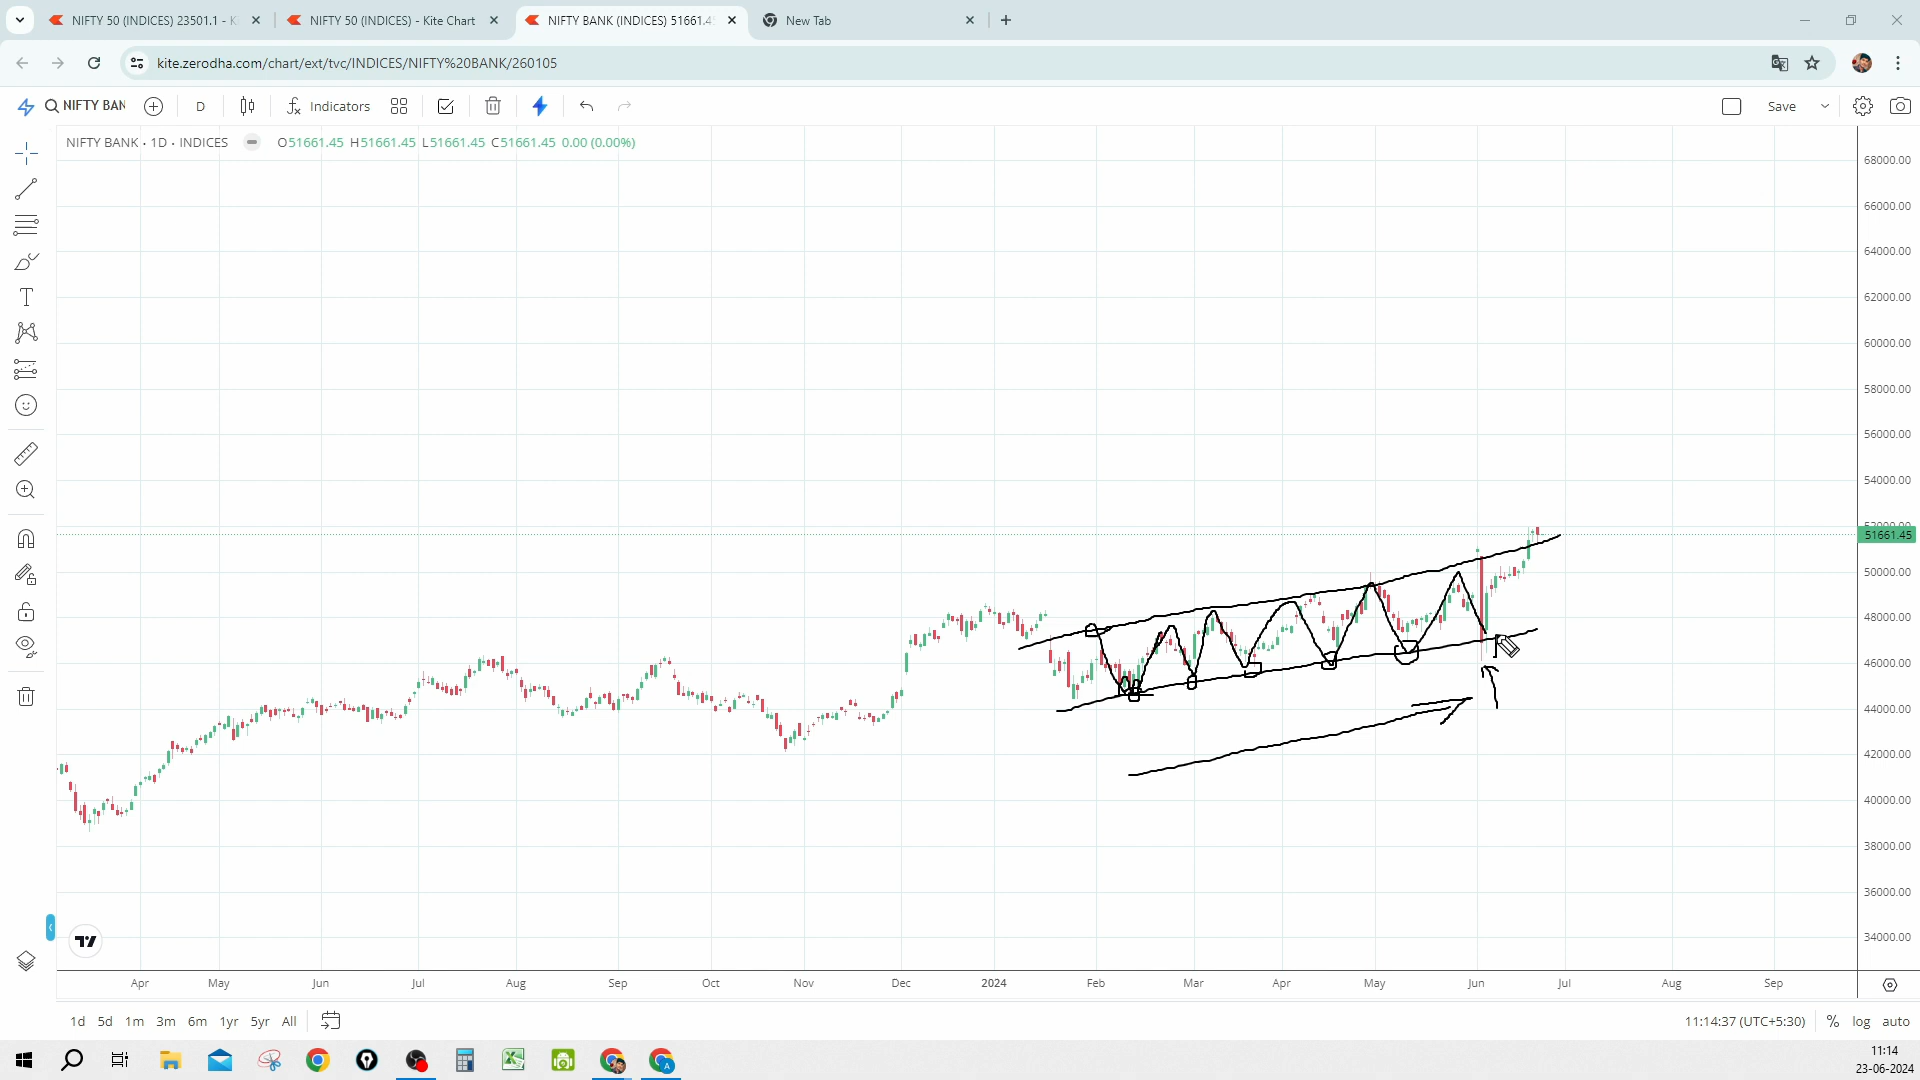 NIFTY 50 (INDICES) 23501.1 - K
NIFTY 50 (INDICES) - Kite Chart
NIFTY BANK (INDICES) 51661.4
New Tab
kite.zerodha.com/chart/ext/tvc/INDICES/NIFTY%20BANK/260105
NIFTY BAN
D
Indicators
Save
NIFTY BANK · 1D · INDICES
O51661.45 H51661.45 L51661.45 C51661.45 0.00 (0.00%)
68000.00
66000.00
64000.00
62000.00
60000.00
58000.00
56000.00
54000.00
52000.00
51661.45
50000.00
48000.00
46000.00
44000.00
42000.00
40000.00
38000.00
36000.00
34000.00
Apr May Jun Jul Aug Sep Oct Nov Dec 2024 Feb Mar Apr May Jun Jul Aug Sep
1d 5d 1m 3m 6m 1yr 5yr All
11:14:37 (UTC+5:30) % log auto
11:14
23-06-2024